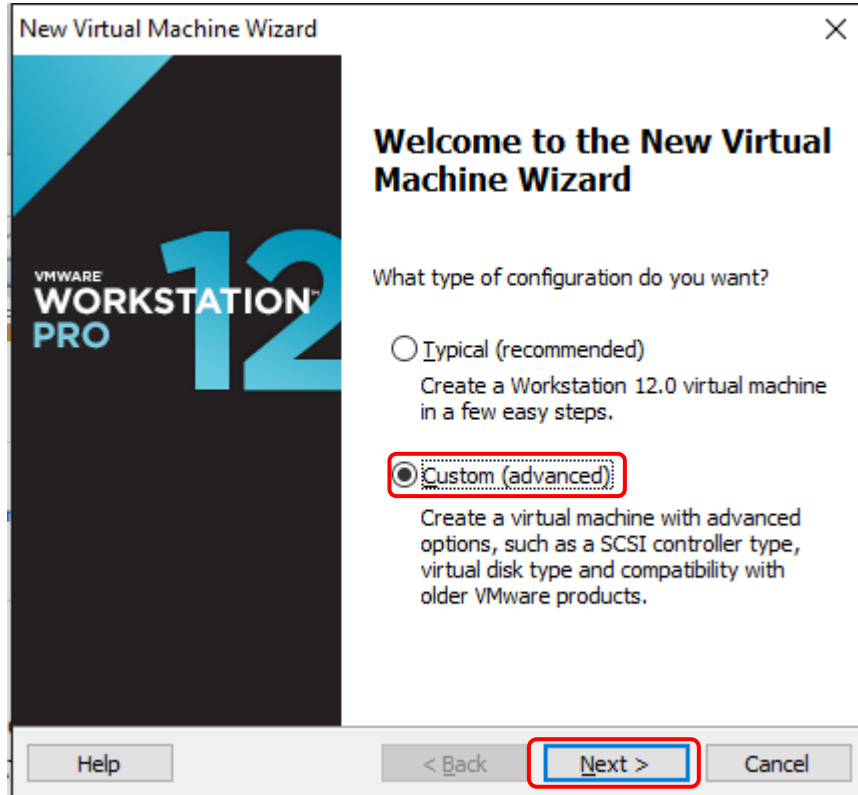 New Virtual Machine Wizard
VMWARE
WORKSTATION™
PRO
12
Welcome to the New Virtual
Machine Wizard
What type of configuration do you want?
Typical (recommended)
Create a Workstation 12.0 virtual machine
in a few easy steps.
Custom (advanced)
Create a virtual machine with advanced
options, such as a SCSI controller type,
virtual disk type and compatibility with
older VMware products.
Help
< Back
Next >
Cancel